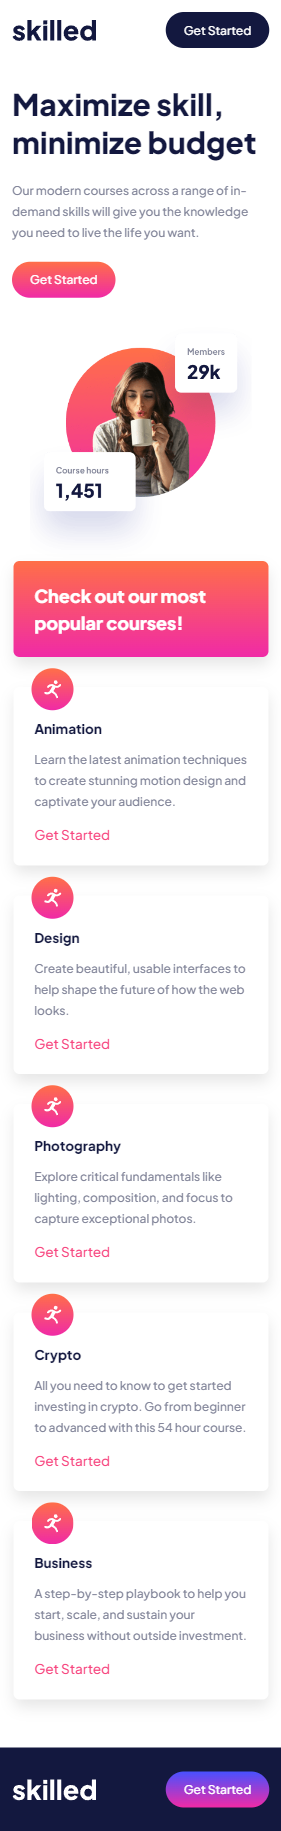 skilled
Get Started
Maximize skill,
minimize budget
Our modern courses across a range of in-
demand skills will give you the knowledge
you need to live the life you want.
Get Started
Members
29k
Course hours
1,451
Check out our most
popular courses!
Animation
Learn the latest animation techniques
to create stunning motion design and
captivate your audience.
Get Started
Design
Create beautiful, usable interfaces to
help shape the future of how the web
looks.
Get Started
Photography
Explore critical fundamentals like
lighting, composition, and focus to
capture exceptional photos.
Get Started
Crypto
All you need to know to get started
investing in crypto. Go from beginner
to advanced with this 54 hour course.
Get Started
Business
A step-by-step playbook to help you
start, scale, and sustain your
business without outside investment.
Get Started
skilled
Get Started